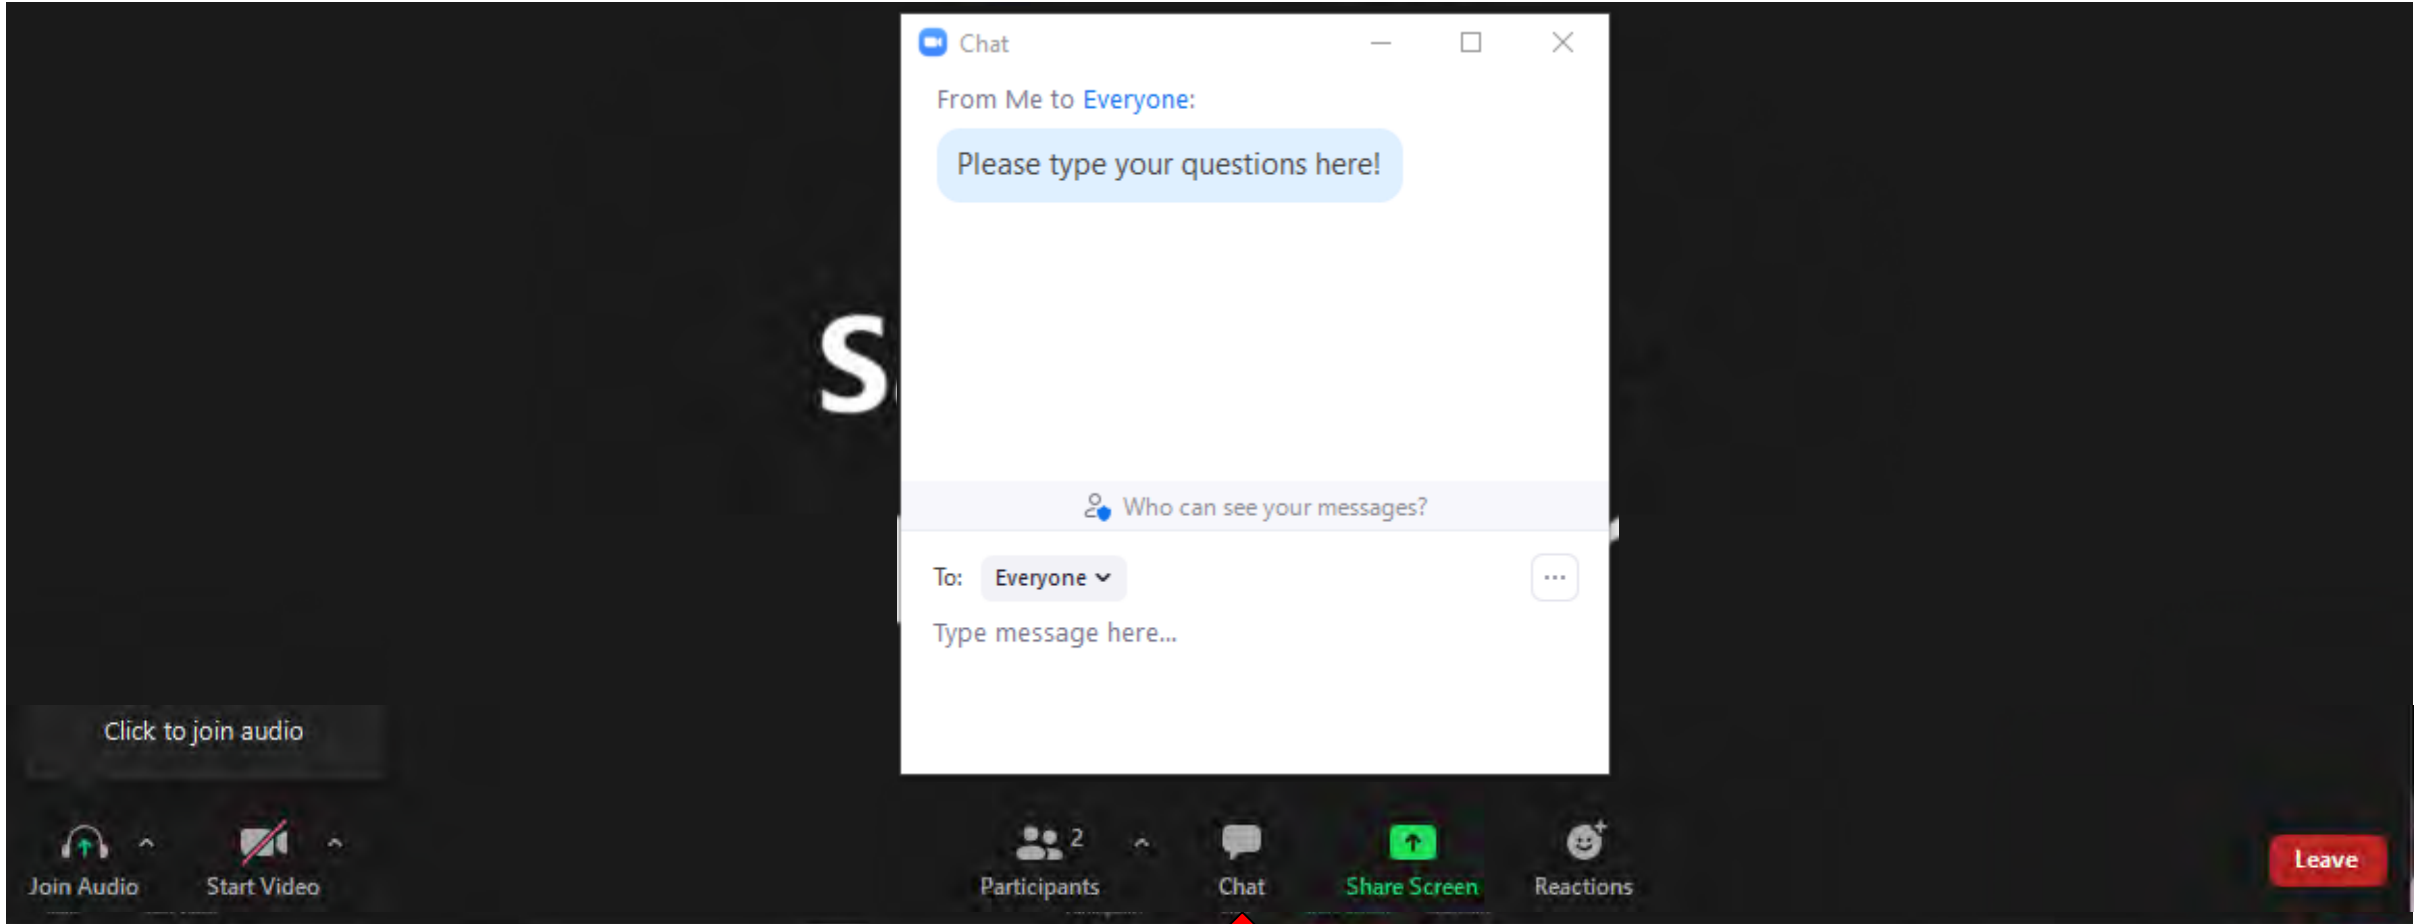 Chat
From Me to Everyone:
Please type your questions here!
S
Who can see your messages?
To: Everyone
Type message here...
Click to join audio
Join Audio
Start Video
2
Participants
Chat
Share Screen
Reactions
Leave